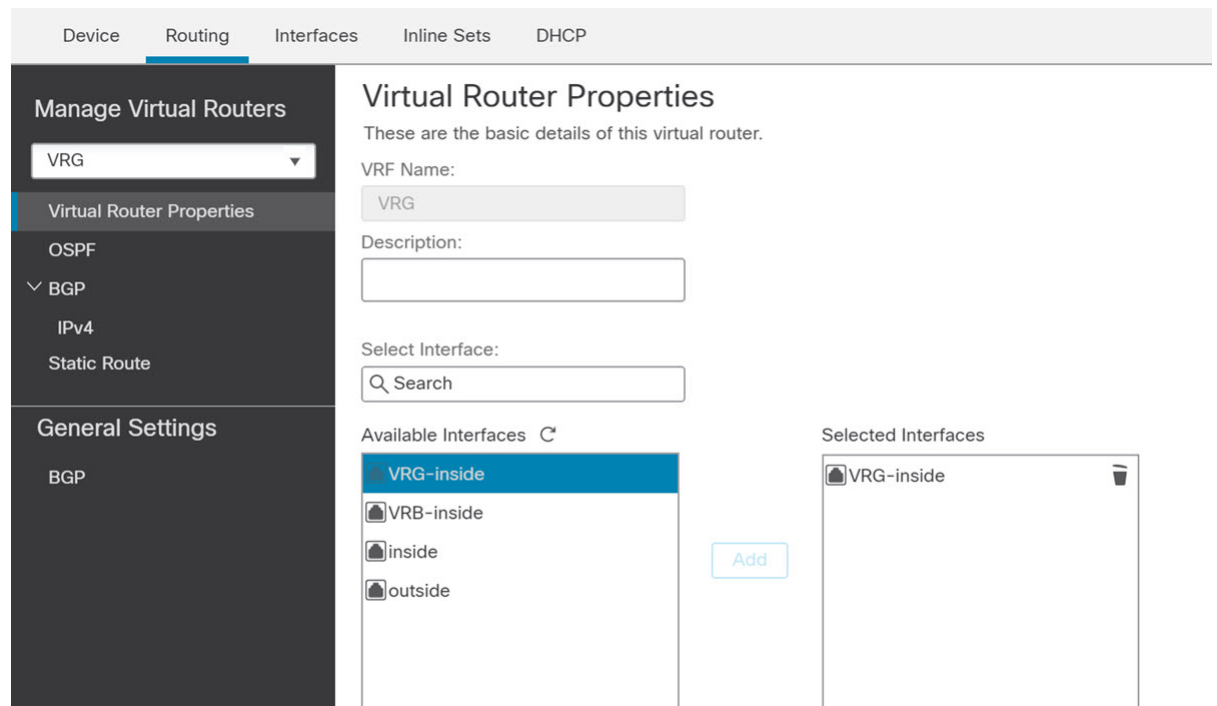 Device Routing Interfaces Inline Sets DHCP
Manage Virtual Routers
VRG
Virtual Router Properties
OSPF
BGP
IPv4
Static Route
General Settings
BGP
Virtual Router Properties
These are the basic details of this virtual router.
VRF Name:
VRG
Description:
Select Interface:
Search
Available Interfaces
VRG-inside
VRB-inside
inside
outside
Add
Selected Interfaces
VRG-inside